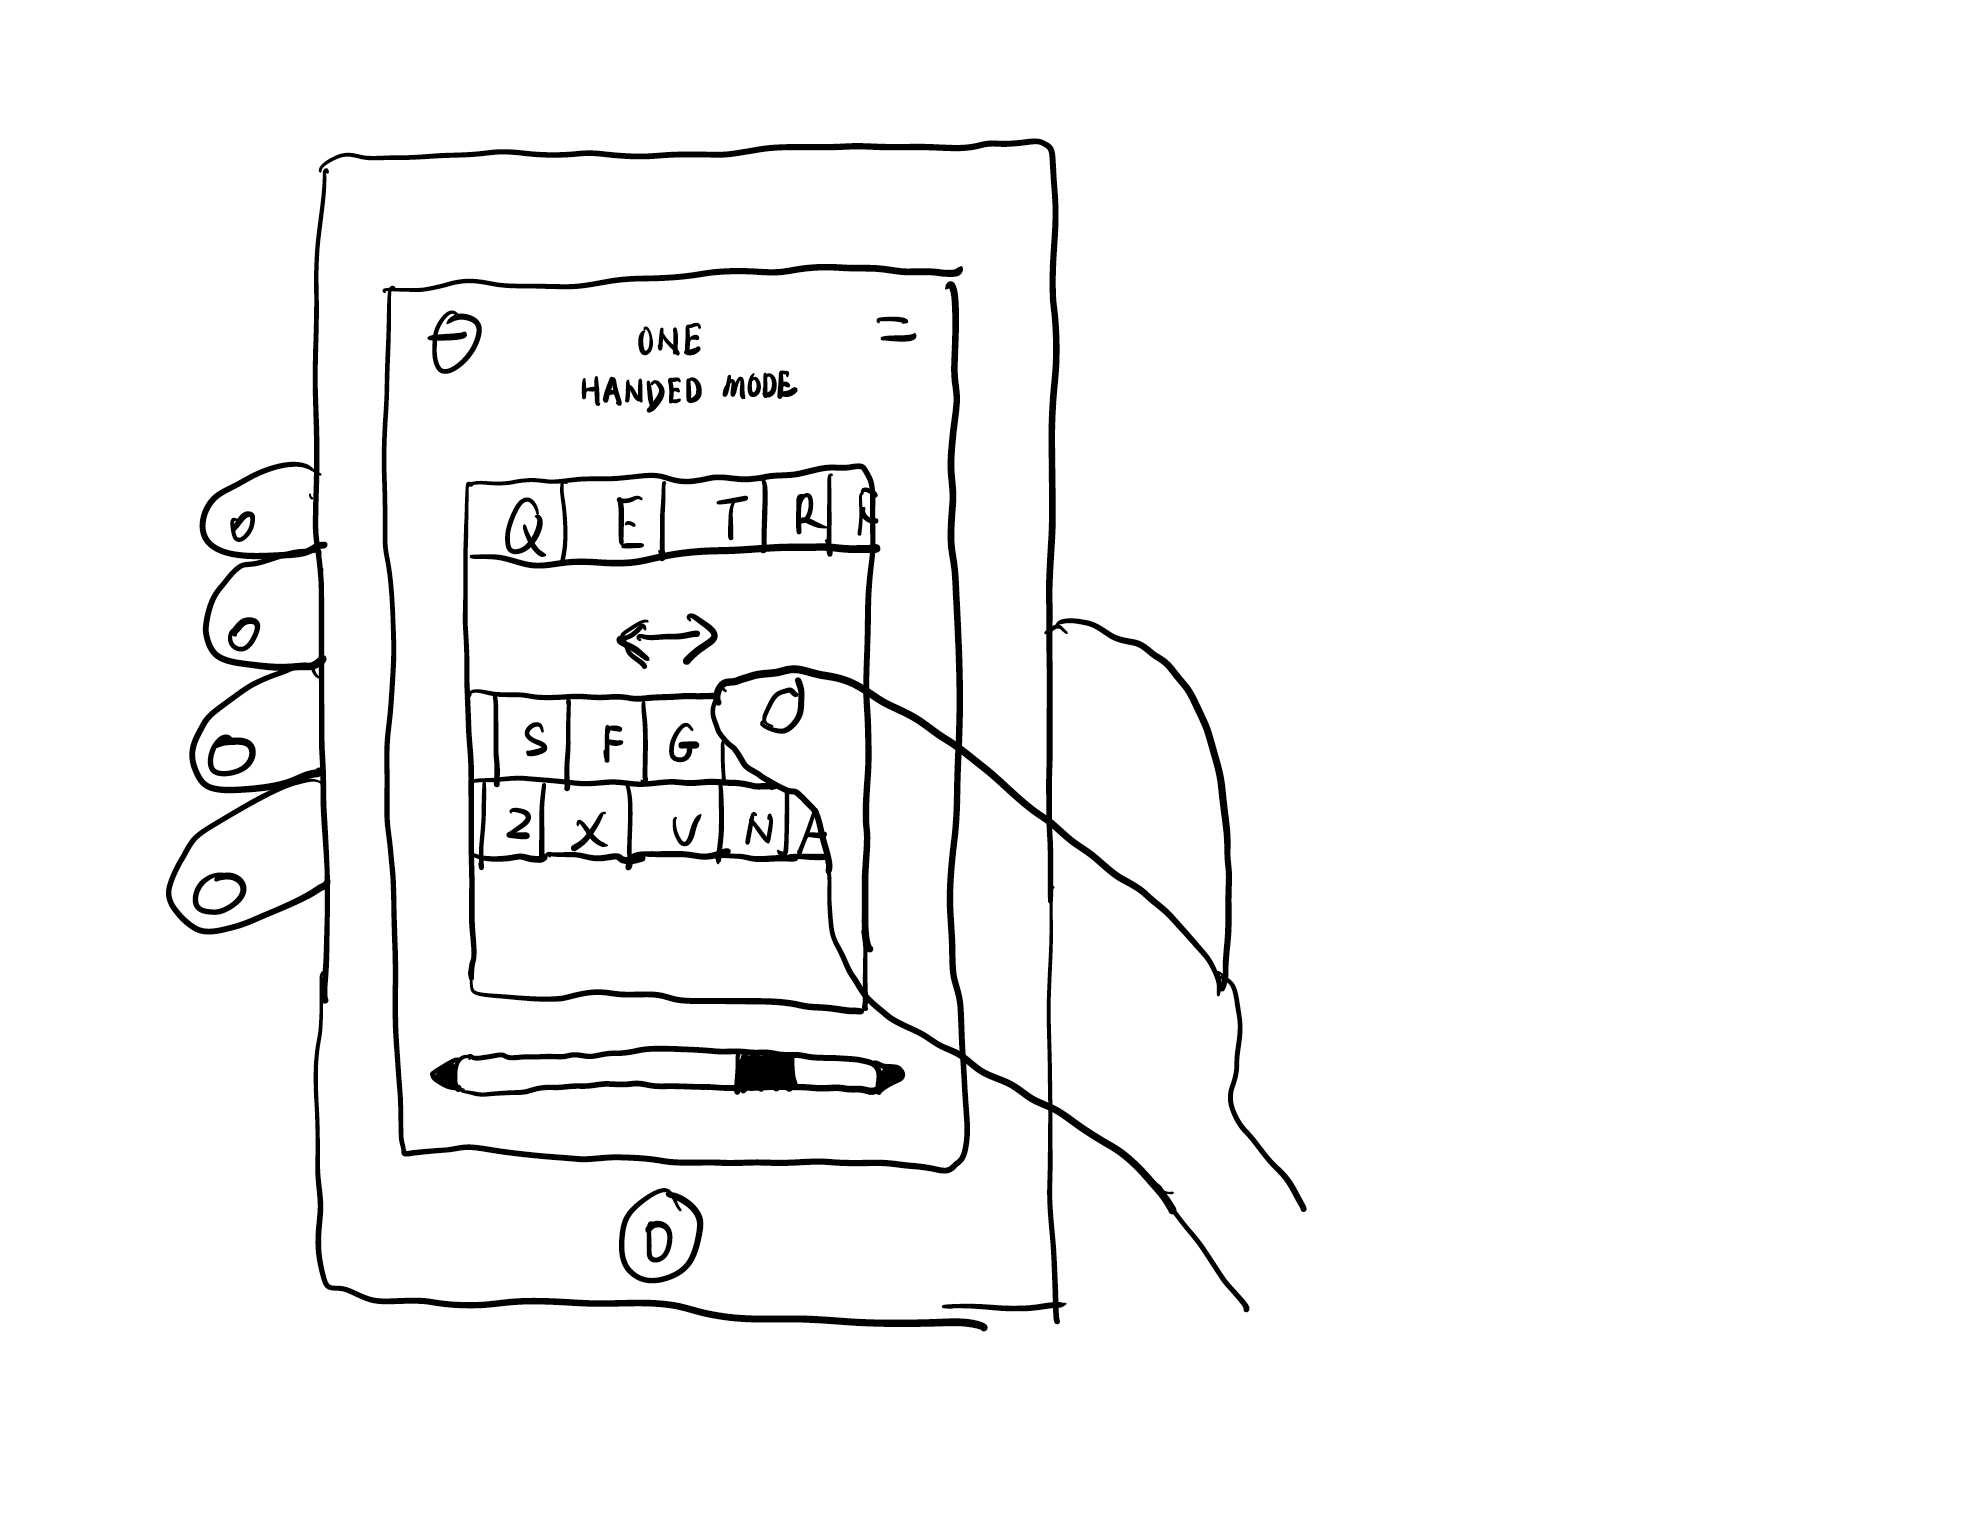 ONE
HANDED MODE
Q E T R
S F G
2 X V N A